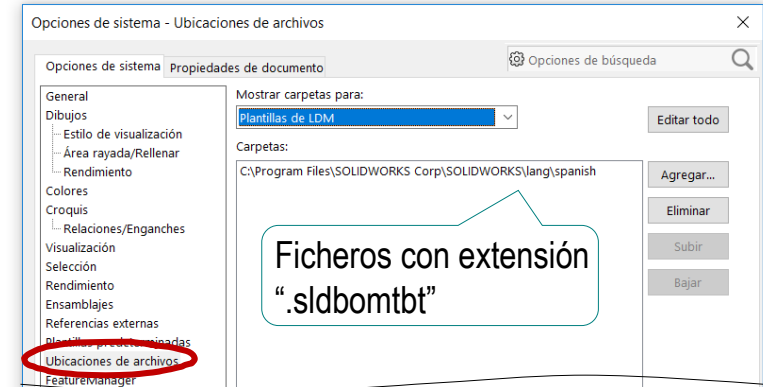 Opciones de sistema - Ubicaciones de archivos
Opciones de sistema
Propiedades de documento
Opciones de búsqueda
General
Dibujos
Estilo de visualización
Área rayada/Rellenar
Rendimiento
Colores
Croquis
Relaciones/Enganches
Visualización
Selección
Rendimiento
Ensamblajes
Referencias externas
Plantillas predeterminadas
Ubicaciones de archivos
FeatureManager
Mostrar carpetas para:
Plantillas de LDM
Editar todo
Carpetas:
C:\Program Files\SOLIDWORKS Corp\SOLIDWORKS\lang\spanish
Agregar...
Eliminar
Subir
Bajar
Ficheros con extensión
“.sldbomtbt”